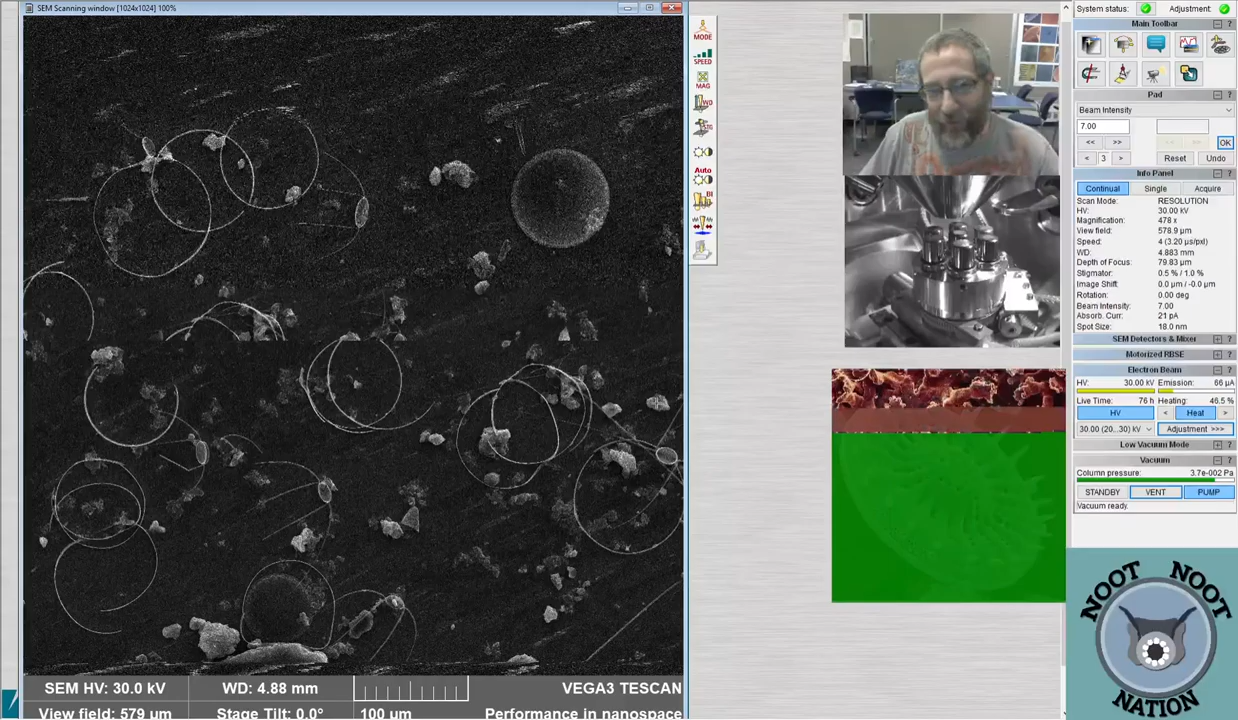 SEM Scanning window [1024x1024] 100%
SEM HV: 30.0 kV
WD: 4.88 mm
VEGA3 TESCAN
View field: 579 µm
Stage Tilt: 0.0°
100 µm
Performance in nanospace
MODE
SPEED
MAG
WD
Auto
BI
System status:
Adjustment:
Main Toolbar
?
Pad
?
Beam Intensity
7.00
<< >>
<< >>
OK
< 3 >
Reset
Undo
Info Panel
?
Continual
Single
Acquire
Scan Mode: RESOLUTION
HV: 30.00 kV
Magnification: 478 x
View field: 578.9 µm
Speed: 4 (3.20 µs/pxl)
WD: 4.883 mm
Depth of Focus: 79.83 µm
Stigmator: 0.5 % / 1.0 %
Image Shift: 0.0 µm / -0.0 µm
Rotation: 0.00 deg
Beam Intensity: 7.00
Absorb. Curr: 21 pA
Spot Size: 18.0 nm
SEM Detectors & Mixer
?
Motorized RBSE
?
Electron Beam
?
HV: 30.00 kV Emission: 66 µA
Live Time: 76 h Heating: 46.5 %
HV
<
Heat
>
30.00 (20...30) kV
Adjustment >>>
Low Vacuum Mode
?
Vacuum
?
Column pressure: 3.7e-002 Pa
STANDBY
VENT
PUMP
Vacuum ready.
NOOT NOOT
NATION